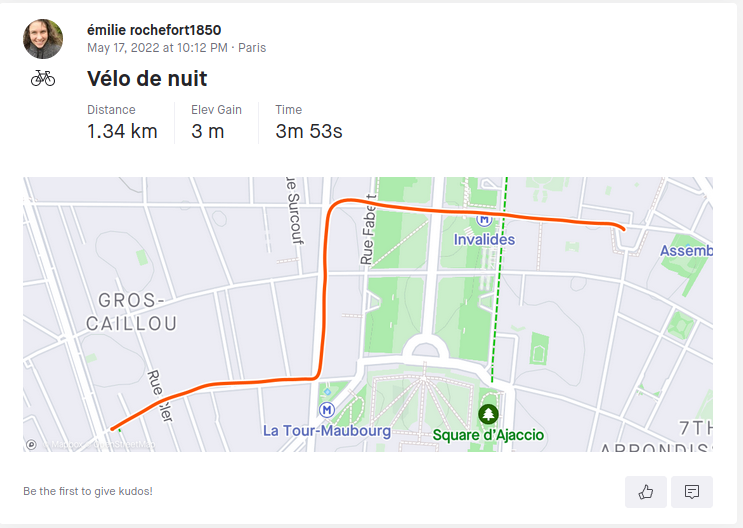 émilie rochefort1850
May 17, 2022 at 10:12 PM · Paris
Vélo de nuit
Distance
Elev Gain
Time
1.34 km
3 m
3m 53s
ue Surcouf
Rue Fabert
Invalides
Assemb
GROS-
CAILLOU
Rue ler
La Tour-Maubourg
Square d'Ajaccio
7TH
ARRONDISS
Be the first to give kudos!